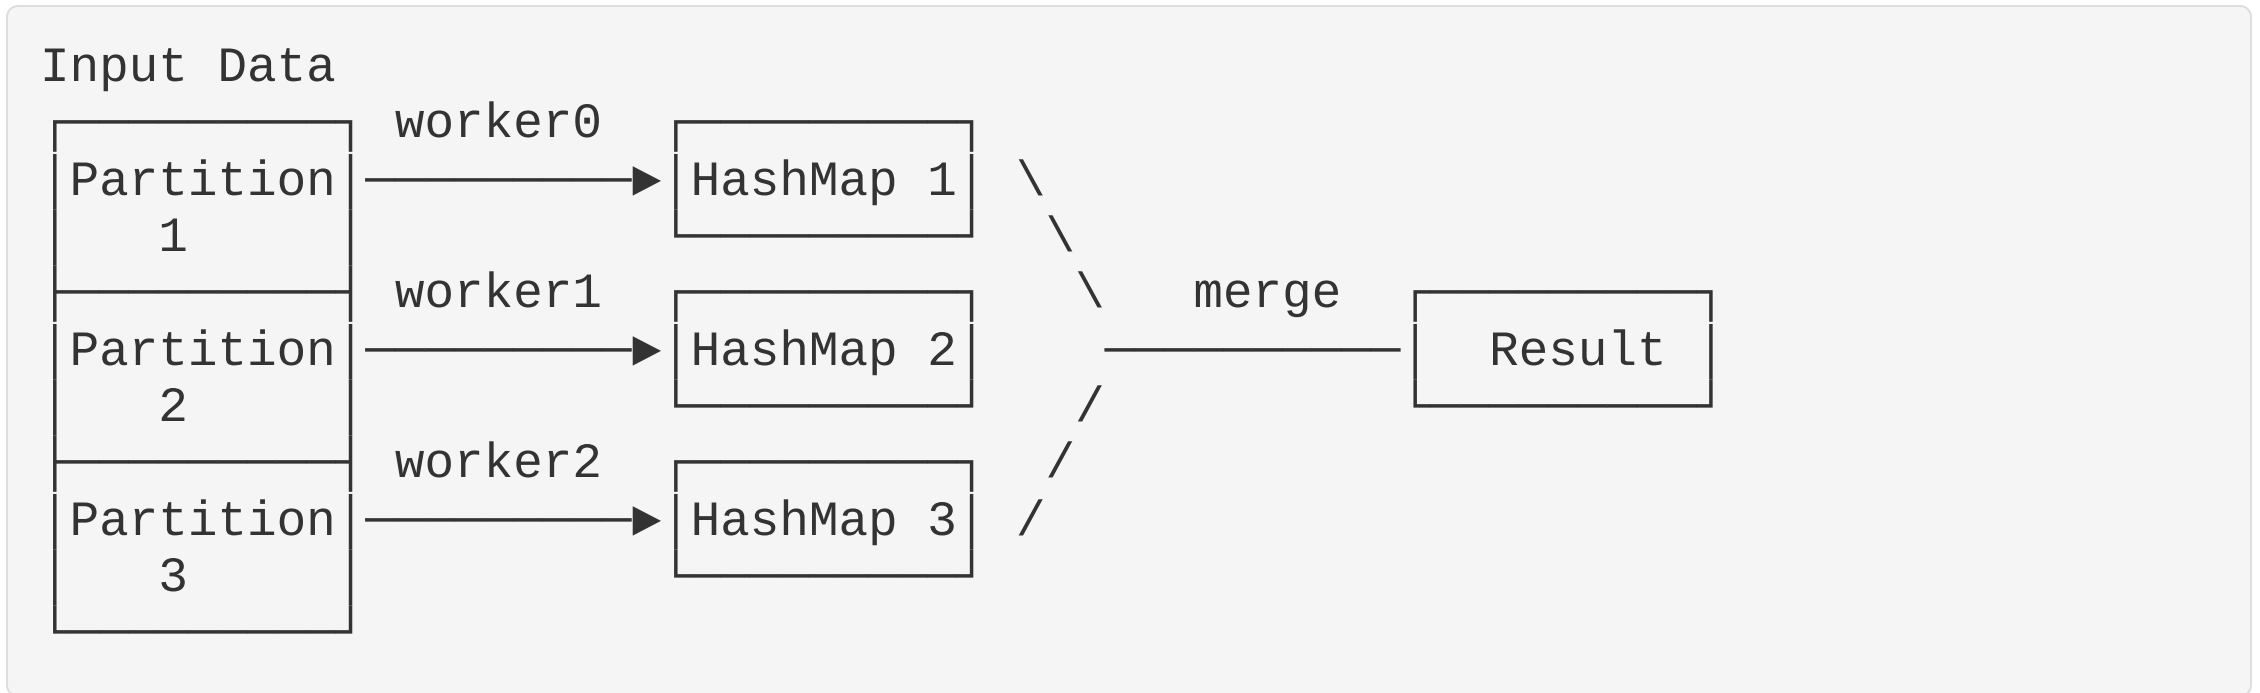 Input Data
worker0
Partition
1
HashMap 1
worker1
merge
Partition
2
HashMap 2
Result
worker2
Partition
3
HashMap 3